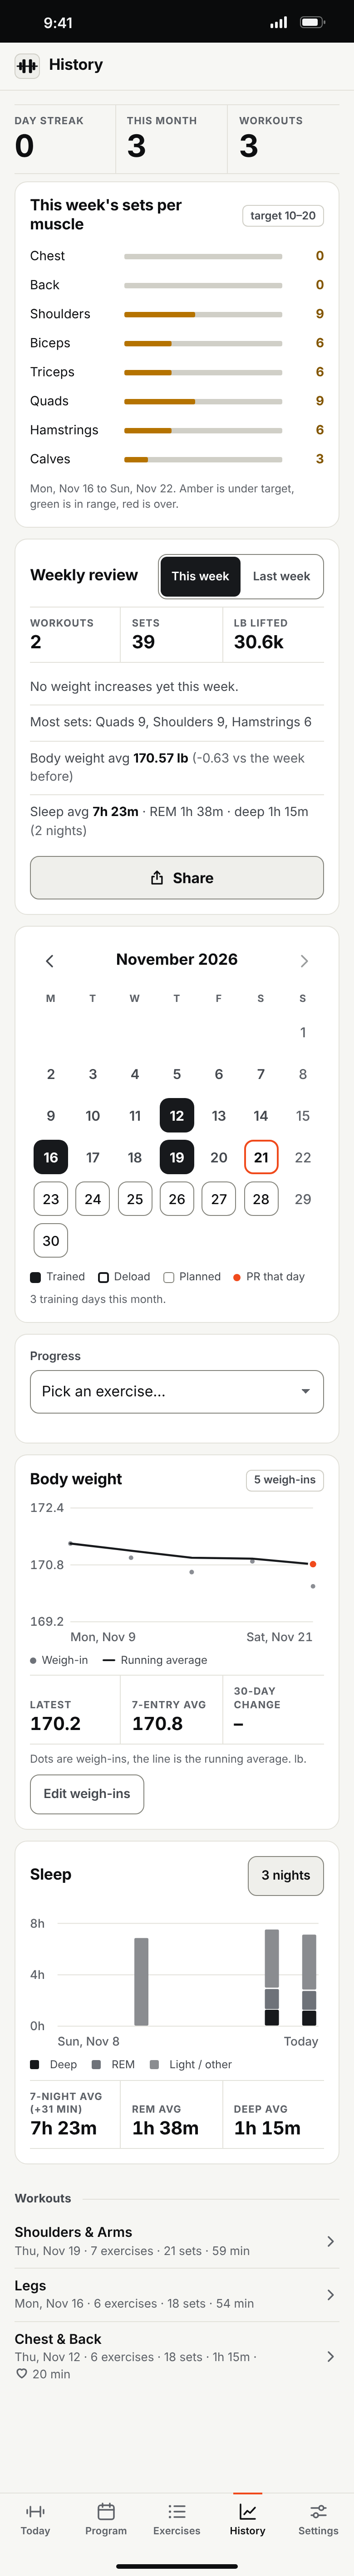 9:41
History
DAY STREAK
0
THIS MONTH
3
WORKOUTS
3
This week's sets per
muscle
target 10–20
Chest 0
Back 0
Shoulders 9
Biceps 6
Triceps 6
Quads 9
Hamstrings 6
Calves 3
Mon, Nov 16 to Sun, Nov 22. Amber is under target,
green is in range, red is over.
Weekly review
This week
Last week
WORKOUTS
2
SETS
39
LB LIFTED
30.6k
No weight increases yet this week.
Most sets: Quads 9, Shoulders 9, Hamstrings 6
Body weight avg 170.57 lb (-0.63 vs the week
before)
Sleep avg 7h 23m · REM 1h 38m · deep 1h 15m
(2 nights)
Share
November 2026
M T W T F S S
1
2 3 4 5 6 7 8
9 10 11 12 13 14 15
16 17 18 19 20 21 22
23 24 25 26 27 28 29
30
Trained Deload Planned PR that day
3 training days this month.
Progress
Pick an exercise...
Body weight
5 weigh-ins
172.4
170.8
169.2
Mon, Nov 9 Sat, Nov 21
Weigh-in Running average
LATEST
170.2
7-ENTRY AVG
170.8
30-DAY
CHANGE
–
Dots are weigh-ins, the line is the running average. lb.
Edit weigh-ins
Sleep
3 nights
8h
4h
0h
Sun, Nov 8 Today
Deep REM Light / other
7-NIGHT AVG
(+31 MIN)
7h 23m
REM AVG
1h 38m
DEEP AVG
1h 15m
Workouts
Shoulders & Arms
Thu, Nov 19 · 7 exercises · 21 sets · 59 min
Legs
Mon, Nov 16 · 6 exercises · 18 sets · 54 min
Chest & Back
Thu, Nov 12 · 6 exercises · 18 sets · 1h 15m ·
20 min
Today Program Exercises History Settings